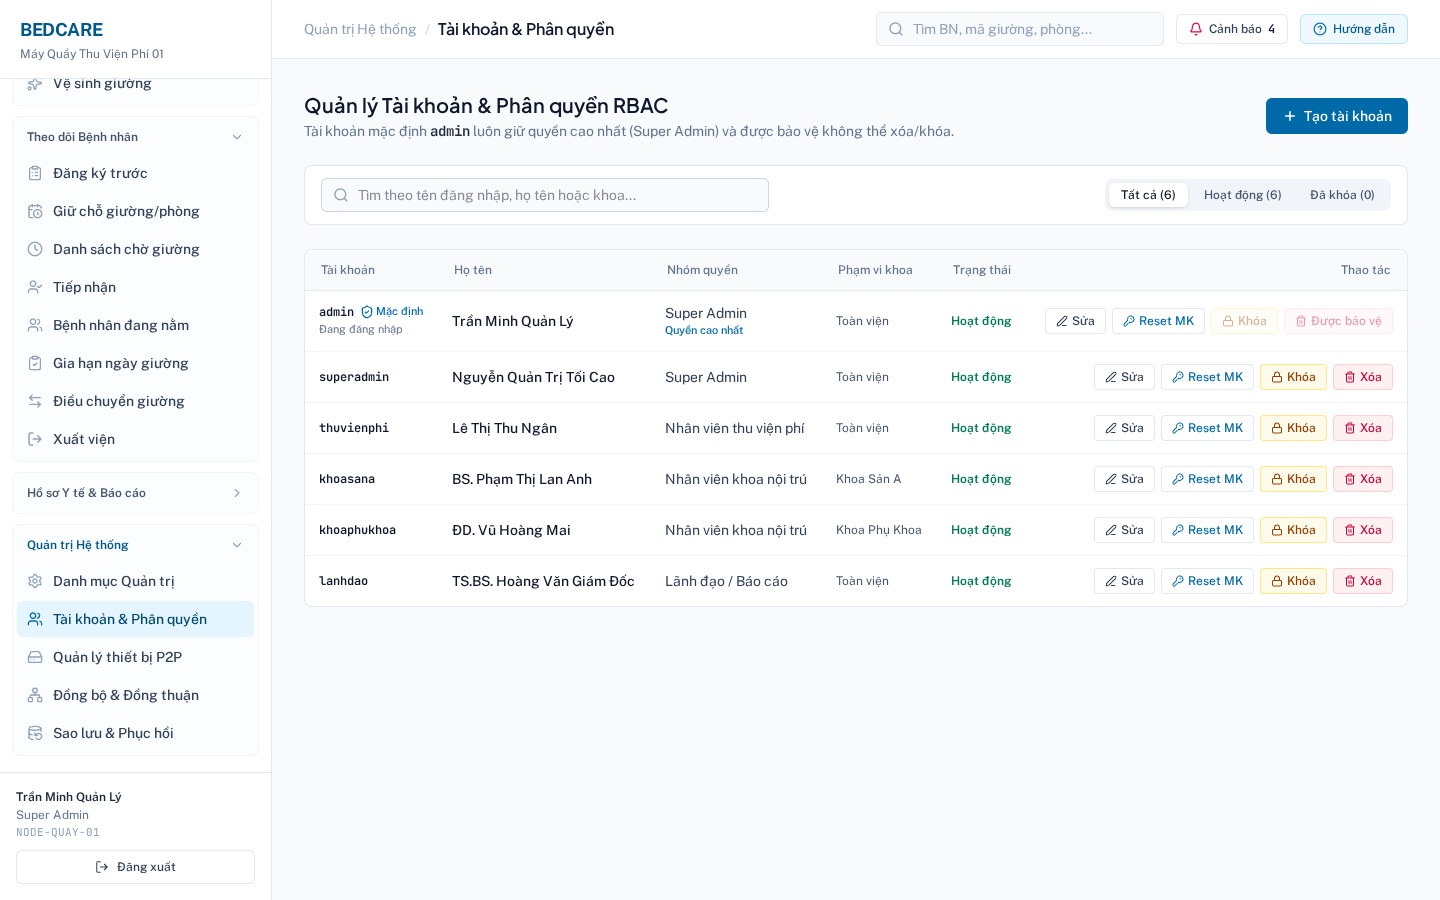 BEDCARE
Máy Quầy Thu Viện Phí 01
Vệ sinh giường
Theo dõi Bệnh nhân
Đăng ký trước
Giữ chỗ giường/phòng
Danh sách chờ giường
Tiếp nhận
Bệnh nhân đang nằm
Gia hạn ngày giường
Điều chuyển giường
Xuất viện
Hồ sơ Y tế & Báo cáo
Quản trị Hệ thống
Danh mục Quản trị
Tài khoản & Phân quyền
Quản lý thiết bị P2P
Đồng bộ & Đồng thuận
Sao lưu & Phục hồi
Trần Minh Quản Lý
Super Admin
NODE-QUAY-01
Đăng xuất
Quản trị Hệ thống / Tài khoản & Phân quyền
Tìm BN, mã giường, phòng...
Cảnh báo 4
Hướng dẫn
Quản lý Tài khoản & Phân quyền RBAC
Tài khoản mặc định admin luôn giữ quyền cao nhất (Super Admin) và được bảo vệ không thể xóa/khóa.
Tạo tài khoản
Tìm theo tên đăng nhập, họ tên hoặc khoa...
Tất cả (6) Hoạt động (6) Đã khóa (0)
Tài khoản Họ tên Nhóm quyền Phạm vi khoa Trạng thái Thao tác
admin Mặc định
Đang đăng nhập
Trần Minh Quản Lý
Super Admin
Quyền cao nhất
Toàn viện Hoạt động Sửa Reset MK Khóa Được bảo vệ
superadmin Nguyễn Quản Trị Tối Cao Super Admin Toàn viện Hoạt động Sửa Reset MK Khóa Xóa
thuvienphi Lê Thị Thu Ngân Nhân viên thu viện phí Toàn viện Hoạt động Sửa Reset MK Khóa Xóa
khoasana BS. Phạm Thị Lan Anh Nhân viên khoa nội trú Khoa Sản A Hoạt động Sửa Reset MK Khóa Xóa
khoaphukhoa ĐD. Vũ Hoàng Mai Nhân viên khoa nội trú Khoa Phụ Khoa Hoạt động Sửa Reset MK Khóa Xóa
lanhdao TS.BS. Hoàng Văn Giám Đốc Lãnh đạo / Báo cáo Toàn viện Hoạt động Sửa Reset MK Khóa Xóa